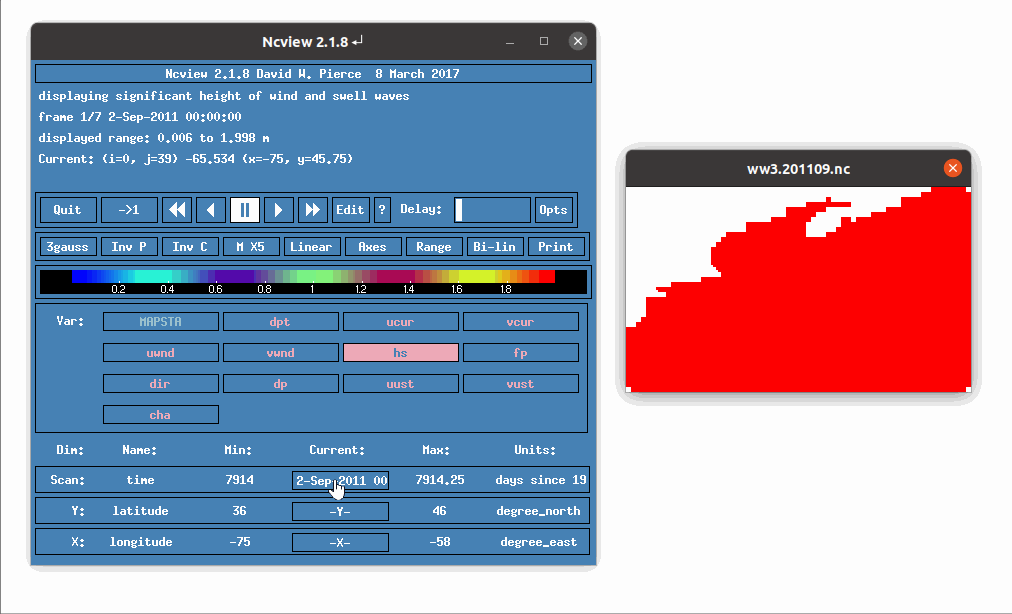 Ncview 2.1.8
Ncview 2.1.8 David W. Pierce 8 March 2017
displaying significant height of wind and swell waves
frame 1/7 2-Sep-2011 00:00:00
displayed range: 0.006 to 1.998 m
Current: (i=0, j=39) -65.534 (x=-75, y=45.75)
Quit ->1 Edit ? Delay: Opts
3gauss Inv P Inv C M X5 Linear Axes Range Bi-lin Print
0.2 0.4 0.6 0.8 1 1.2 1.4 1.6 1.8
Var: MAPSTA dpt ucur vcur
uwnd vwnd hs fp
dir dp uust vust
cha
Dim: Name: Min: Current: Max: Units:
Scan: time 7914 2-Sep-2011 00 7914.25 days since 19
Y: latitude 36 -Y- 46 degree_north
X: longitude -75 -X- -58 degree_east
ww3.201109.nc